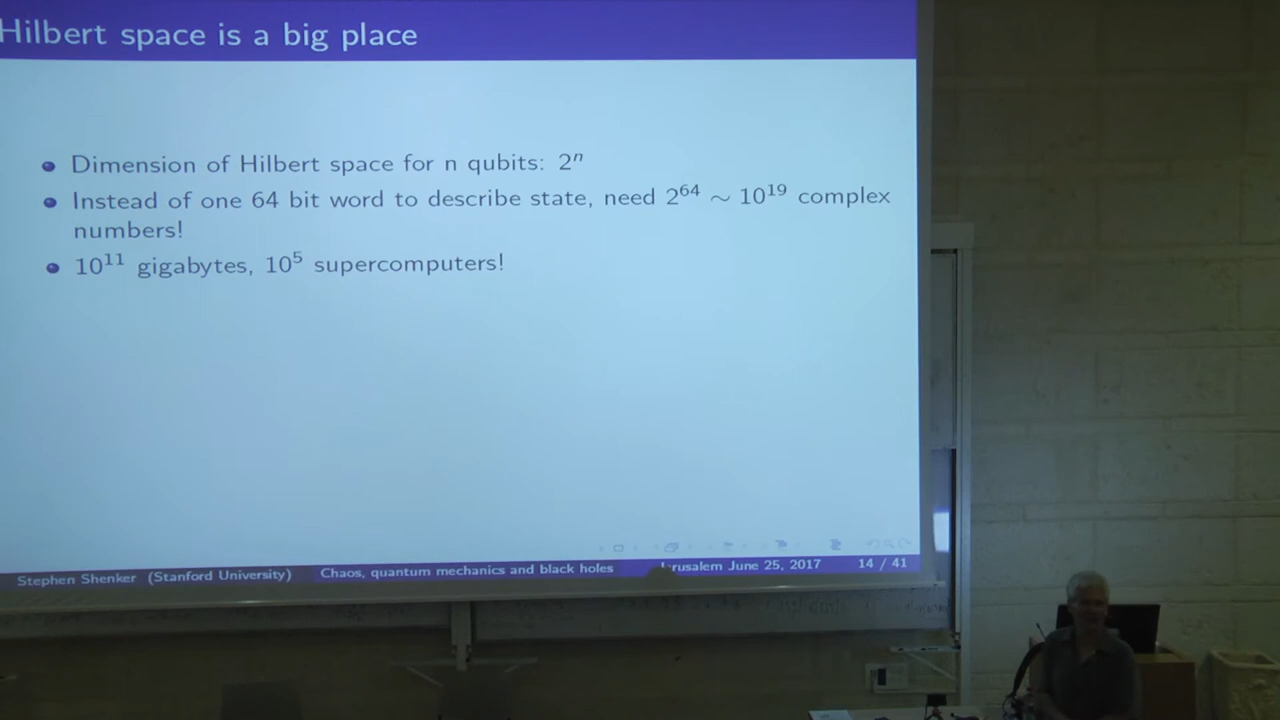 Hilbert space is a big place
Dimension of Hilbert space for n qubits: 2ⁿ
Instead of one 64 bit word to describe state, need 2⁶⁴ ∼ 10¹⁹ complex
numbers!
10¹¹ gigabytes, 10⁵ supercomputers!
Stephen Shenker (Stanford University) Chaos, quantum mechanics and black holes Jerusalem June 25, 2017 14 / 41